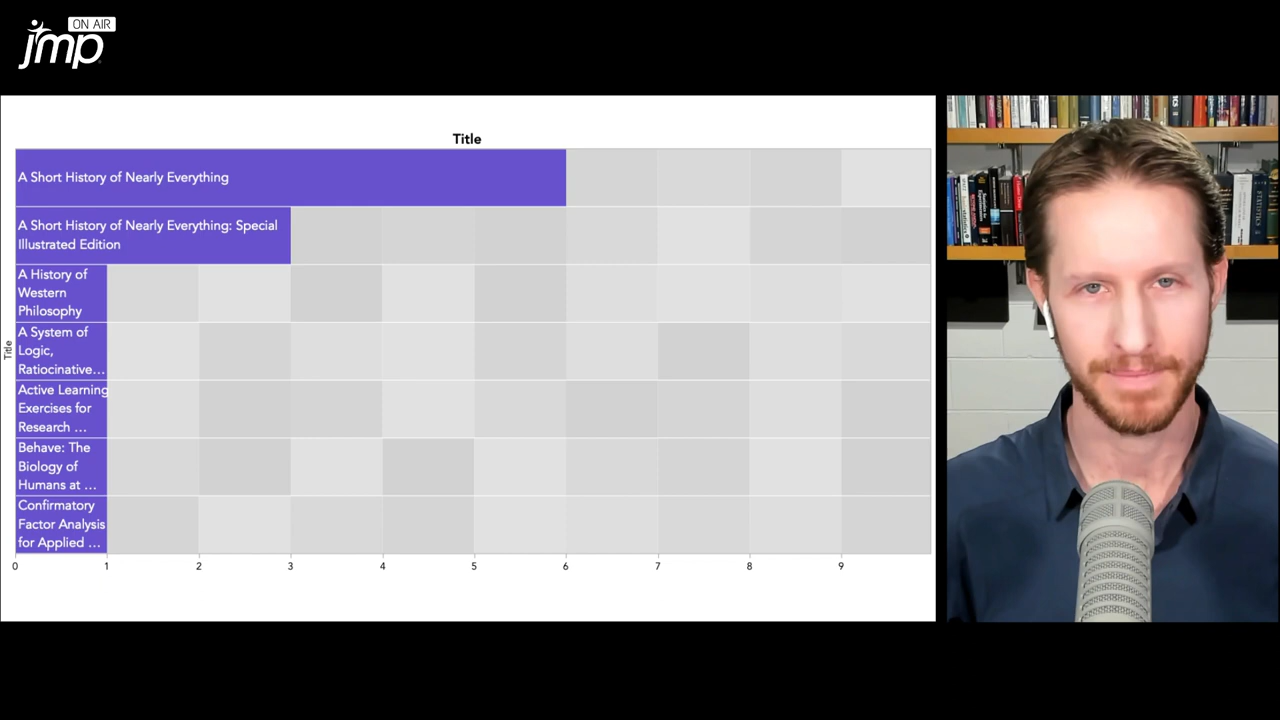 ON AIR
jmp
Title
A Short History of Nearly Everything
A Short History of Nearly Everything: Special
Illustrated Edition
A History of
Western
Philosophy
A System of
Logic,
Ratiocinative...
Active Learning
Exercises for
Research ...
Behave: The
Biology of
Humans at ...
Confirmatory
Factor Analysis
for Applied ...
Title
0 1 2 3 4 5 6 7 8 9